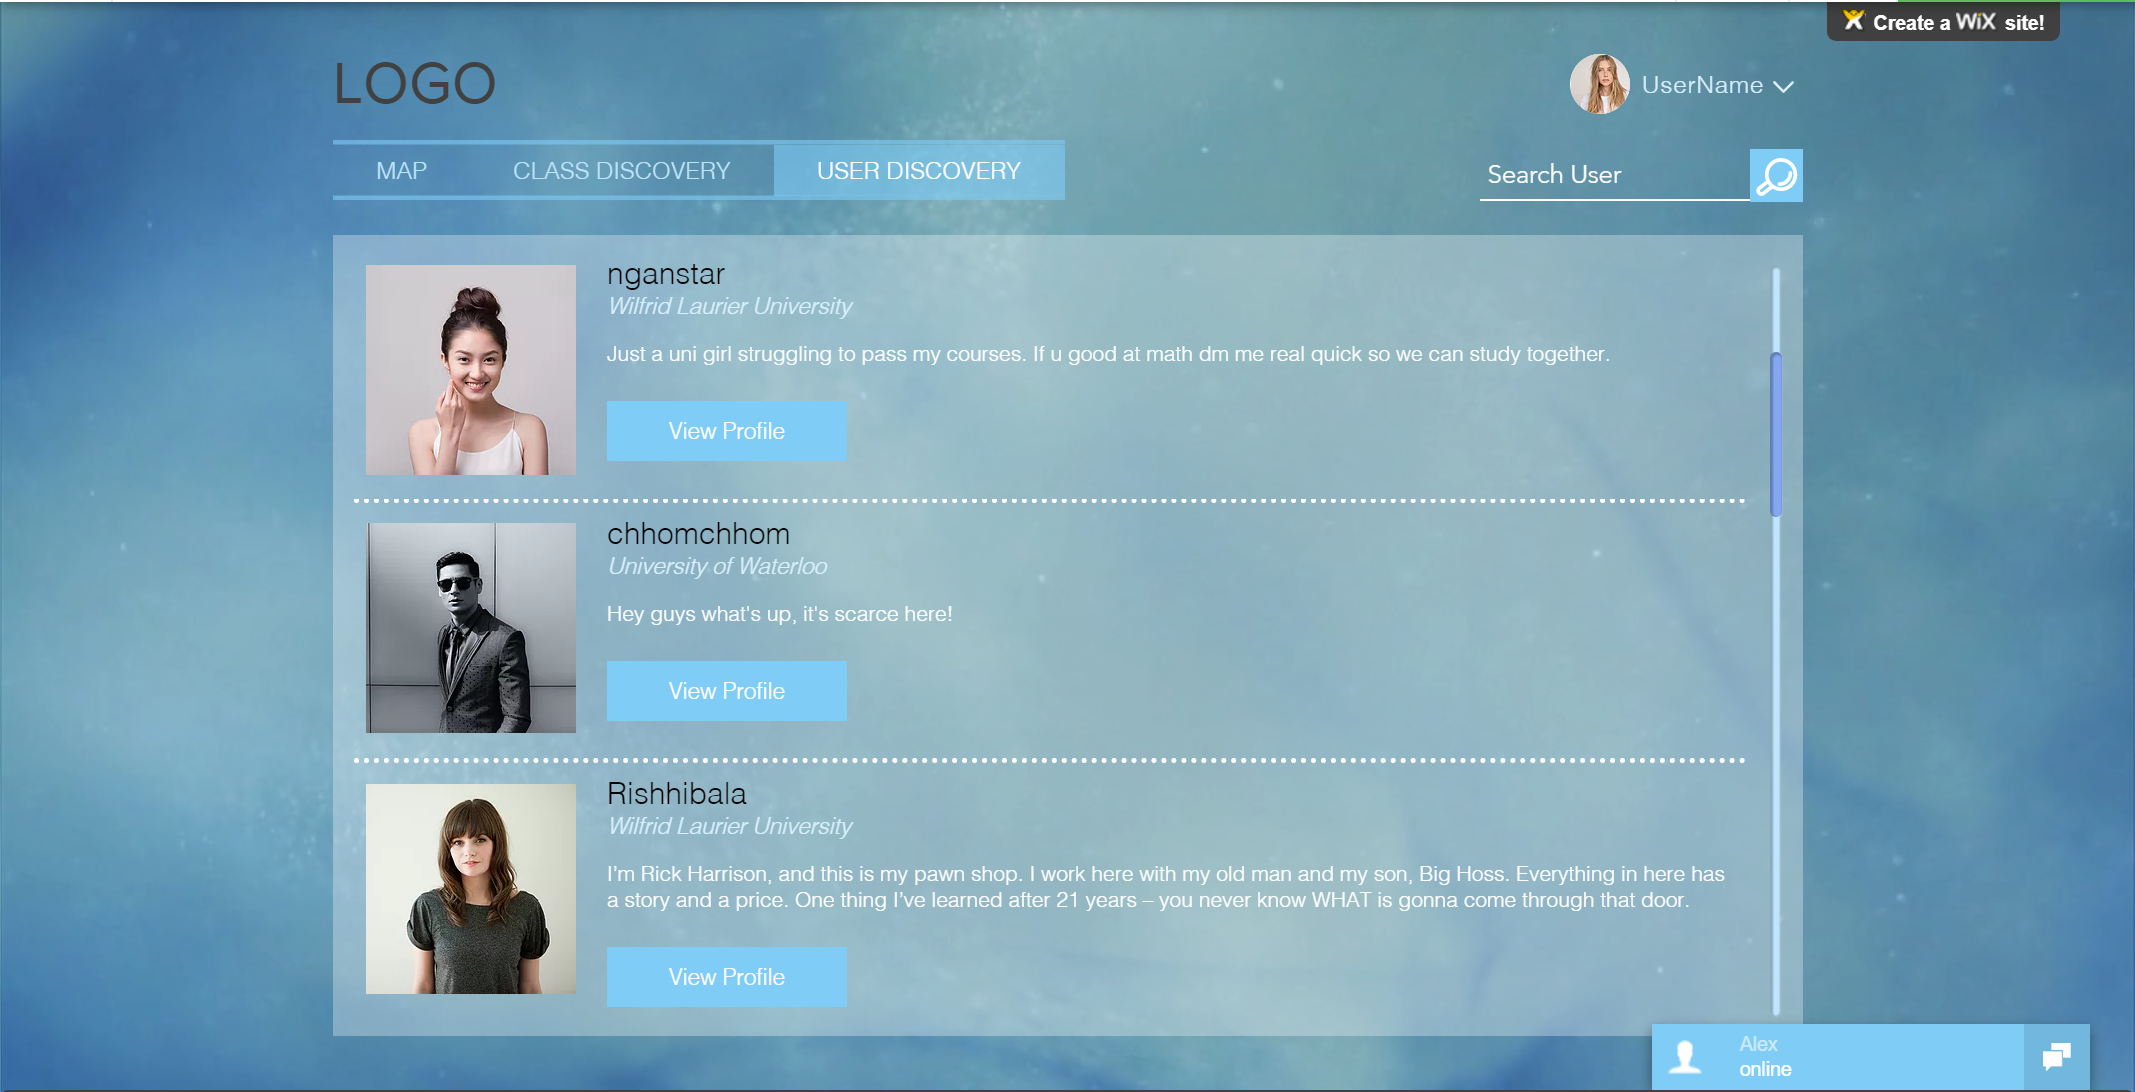 Create a WiX site!
LOGO
UserName
MAP CLASS DISCOVERY USER DISCOVERY
Search User
nganstar
Wilfrid Laurier University
Just a uni girl struggling to pass my courses. If u good at math dm me real quick so we can study together.
View Profile
chhomchhom
University of Waterloo
Hey guys what's up, it's scarce here!
View Profile
Rishhibala
Wilfrid Laurier University
I’m Rick Harrison, and this is my pawn shop. I work here with my old man and my son, Big Hoss. Everything in here has
a story and a price. One thing I’ve learned after 21 years – you never know WHAT is gonna come through that door.
View Profile
Alex
online